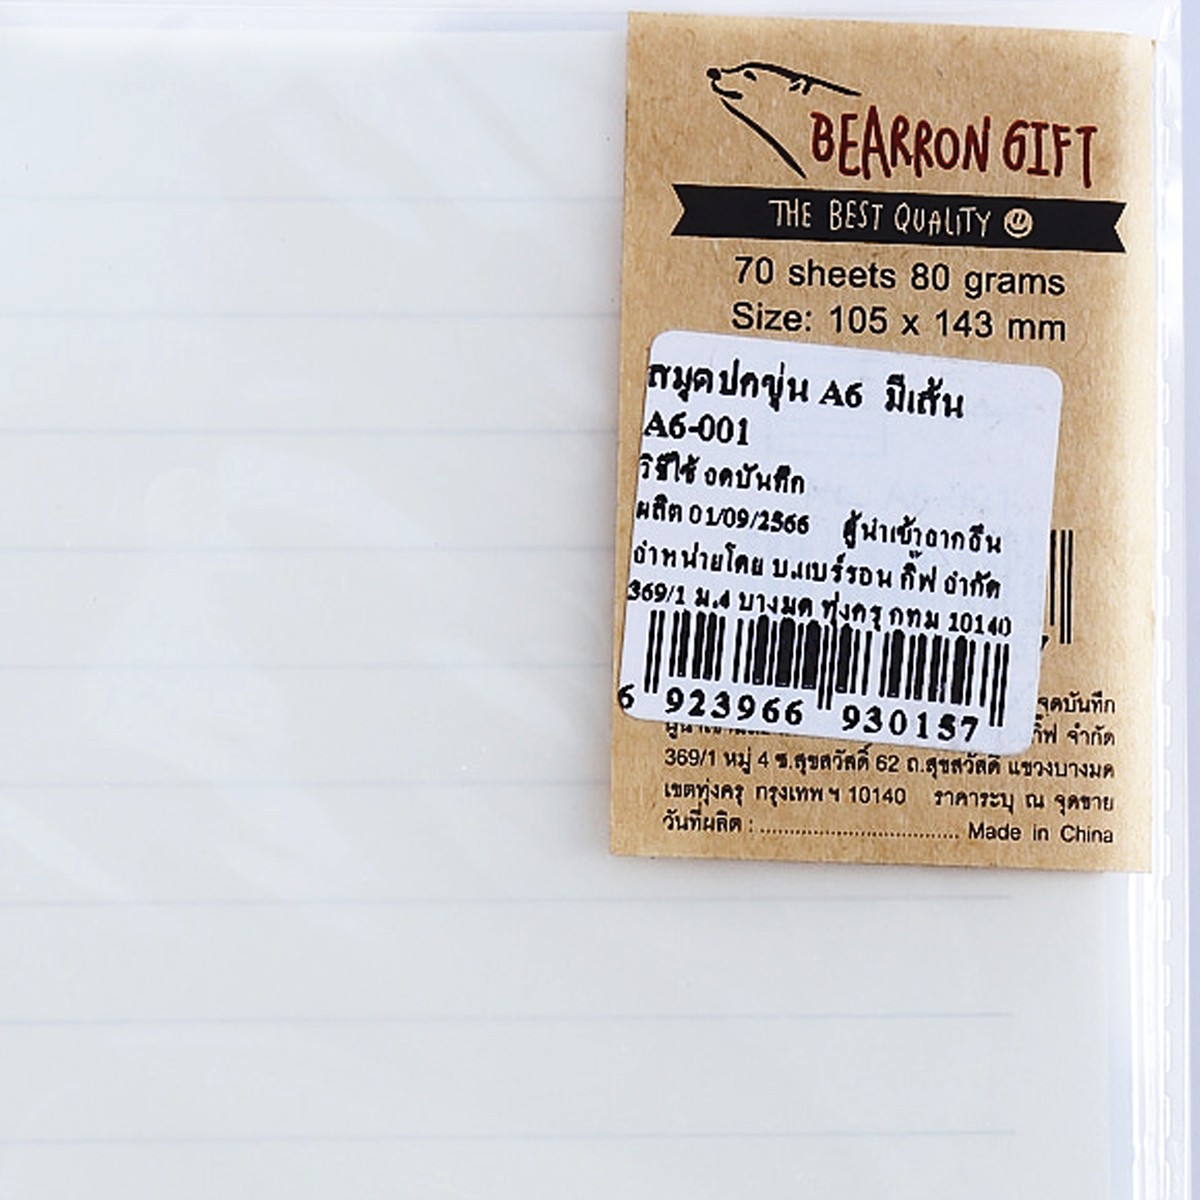 BEARRON GIFT
THE BEST QUALITY
70 sheets 80 grams
Size: 105 x 143 mm
สมุดปกขุ่น A6 มีเส้น
A6-001
วิธีใช้ จดบันทึก
ผลิต 01/09/2566 ผู้นำเข้าจากจีน
จำหน่ายโดย บ.เบร์รอน กิ๊ฟ จำกัด
369/1 ม.4 บางมด ทุ่งครุ กทม 10140
6 923966 930157
จดบันทึก
กิ๊ฟ จำกัด
369/1 หมู่ 4 ซ.สุขสวัสดิ์ 62 ถ.สุขสวัสดิ์ แขวงบางมด
เขตทุ่งครุ กรุงเทพฯ 10140 ราคาระบุ ณ จุดขาย
วันที่ผลิต : .................................. Made in China